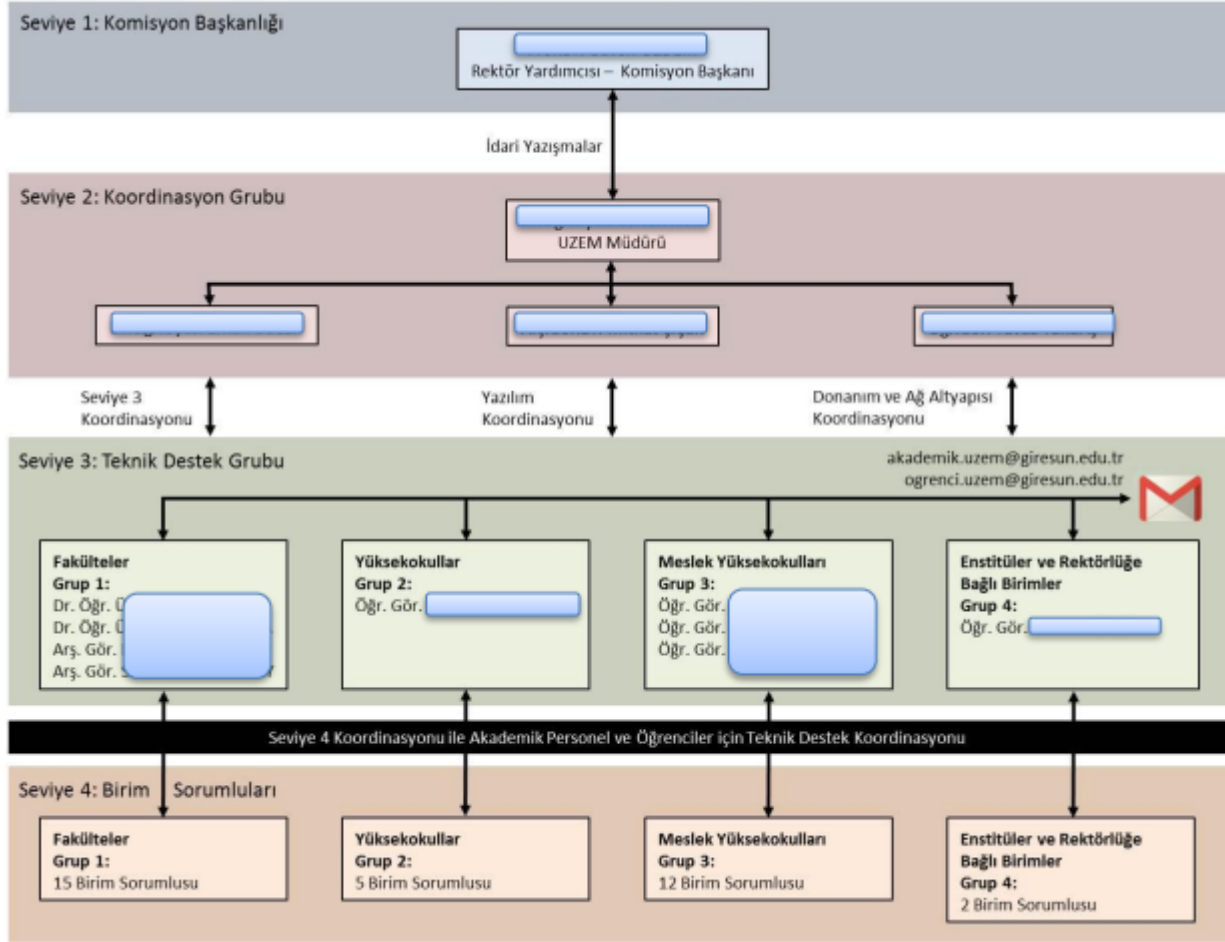 Seviye 1: Komisyon Başkanlığı
Rektör Yardımcısı – Komisyon Başkanı
İdari Yazışmalar
Seviye 2: Koordinasyon Grubu
UZEM Müdürü
Seviye 3
Koordinasyonu
Yazılım
Koordinasyonu
Donanım ve Ağ Altyapısı
Koordinasyonu
Seviye 3: Teknik Destek Grubu
akademik.uzem@giresun.edu.tr
ogrenci.uzem@giresun.edu.tr
Fakülteler
Grup 1:
Dr. Öğr.
Dr. Öğr.
Arş. Gör.
Arş. Gör.
Yüksekokullar
Grup 2:
Öğr. Gör.
Meslek Yüksekokulları
Grup 3:
Öğr. Gör.
Öğr. Gör.
Öğr. Gör.
Enstitüler ve Rektörlüğe
Bağlı Birimler
Grup 4:
Öğr. Gör.
Seviye 4 Koordinasyonu ile Akademik Personel ve Öğrenciler için Teknik Destek Koordinasyonu
Seviye 4: Birim Sorumluları
Fakülteler
Grup 1:
15 Birim Sorumlusu
Yüksekokullar
Grup 2:
5 Birim Sorumlusu
Meslek Yüksekokulları
Grup 3:
12 Birim Sorumlusu
Enstitüler ve Rektörlüğe
Bağlı Birimler
Grup 4:
2 Birim Sorumlusu